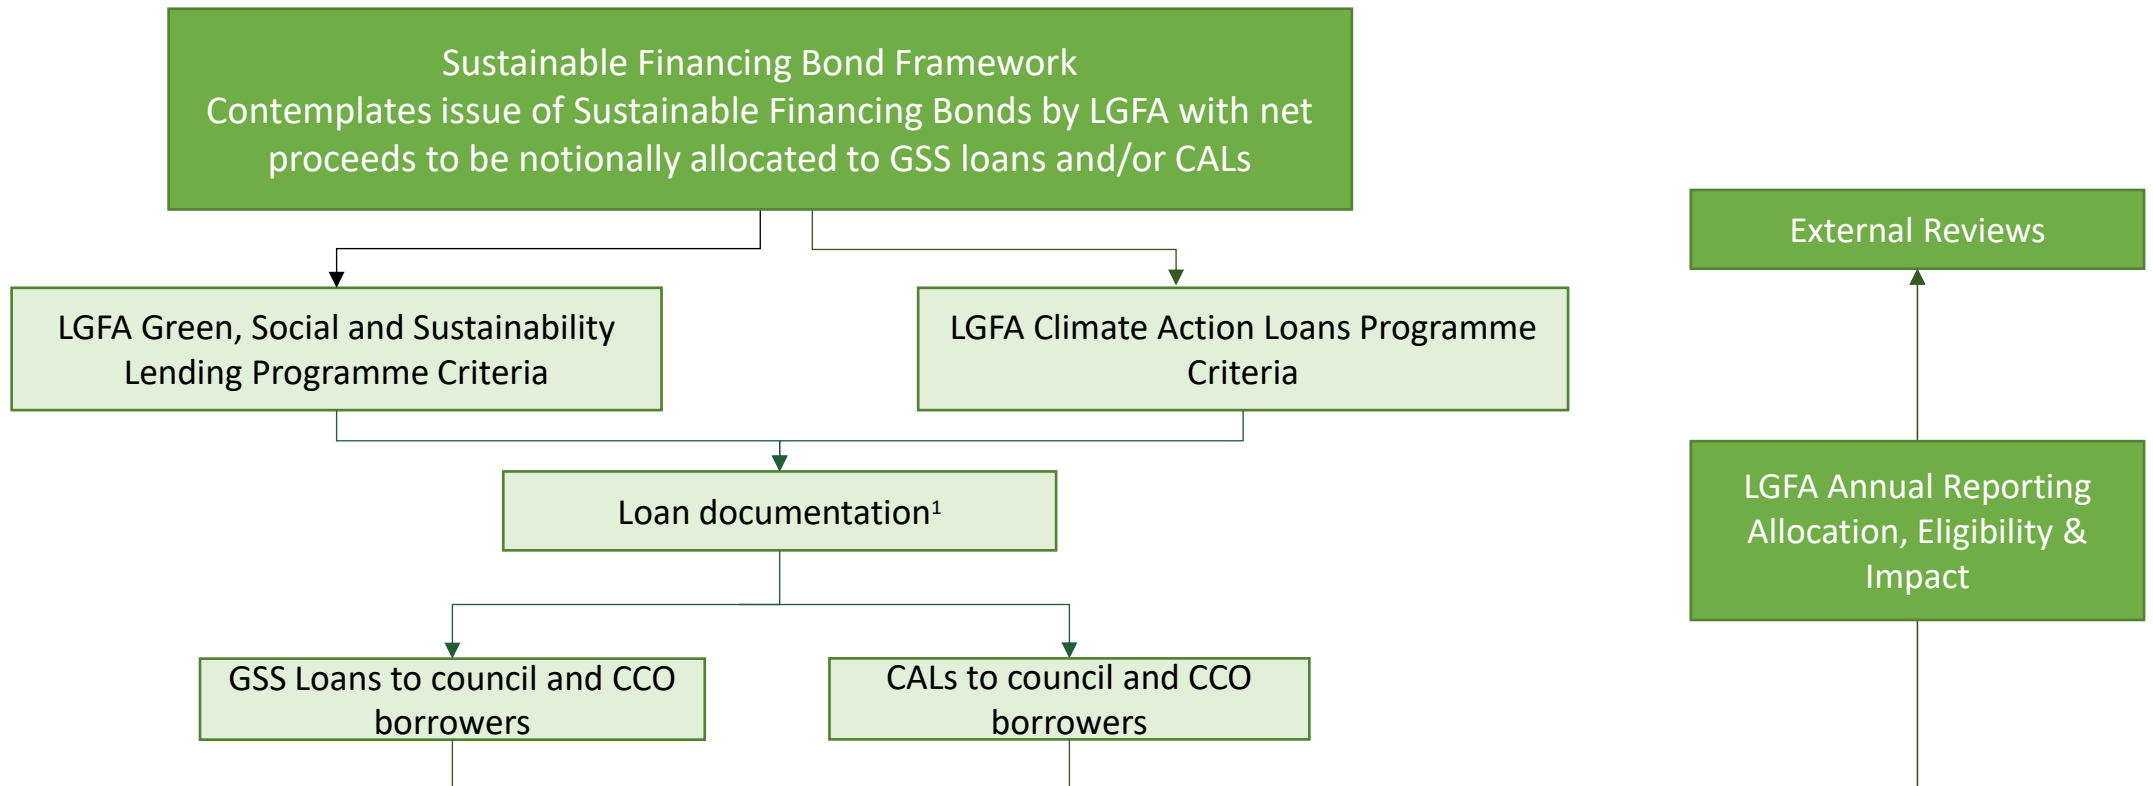 Sustainable Financing Bond Framework
Contemplates issue of Sustainable Financing Bonds by LGFA with net
proceeds to be notionally allocated to GSS loans and/or CALs
External Reviews
LGFA Green, Social and Sustainability
Lending Programme Criteria
LGFA Climate Action Loans Programme
Criteria
Loan documentation¹
LGFA Annual Reporting
Allocation, Eligibility &
Impact
GSS Loans to council and CCO
borrowers
CALs to council and CCO
borrowers